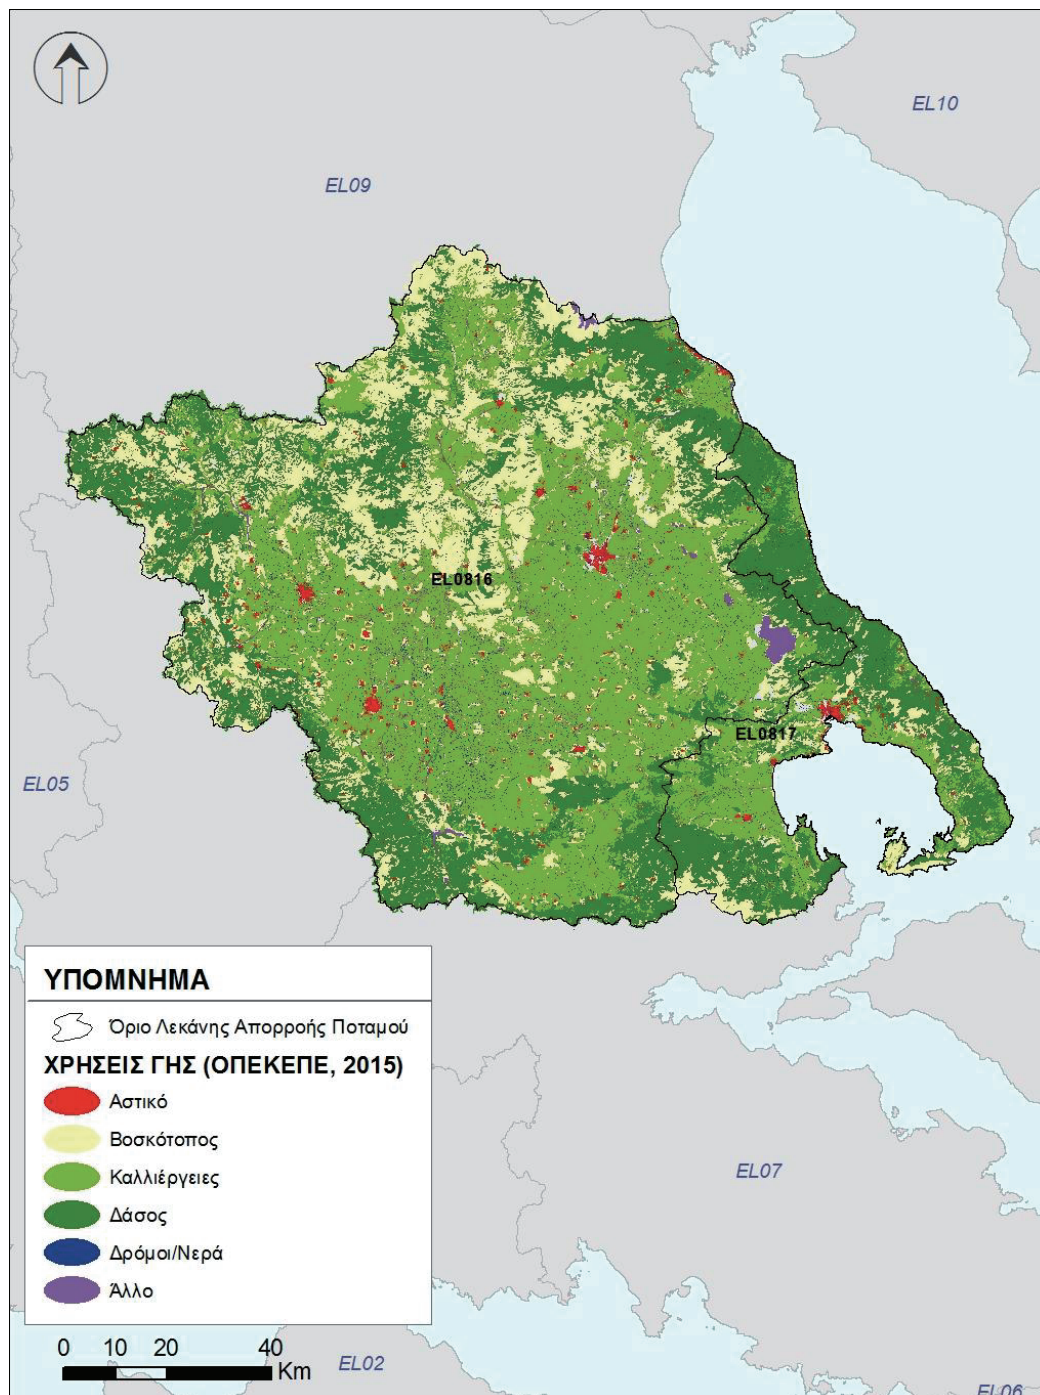 EL10
EL09
EL0816
EL0817
EL05
ΥΠΟΜΝΗΜΑ
Όριο Λεκάνης Απορροής Ποταμού
ΧΡΗΣΕΙΣ ΓΗΣ (ΟΠΕΚΕΠΕ, 2015)
Αστικό
Βοσκότοπος
Καλλιέργειες
Δάσος
Δρόμοι/Νερά
Άλλο
EL07
0 10 20 40
Km
EL02
EL06